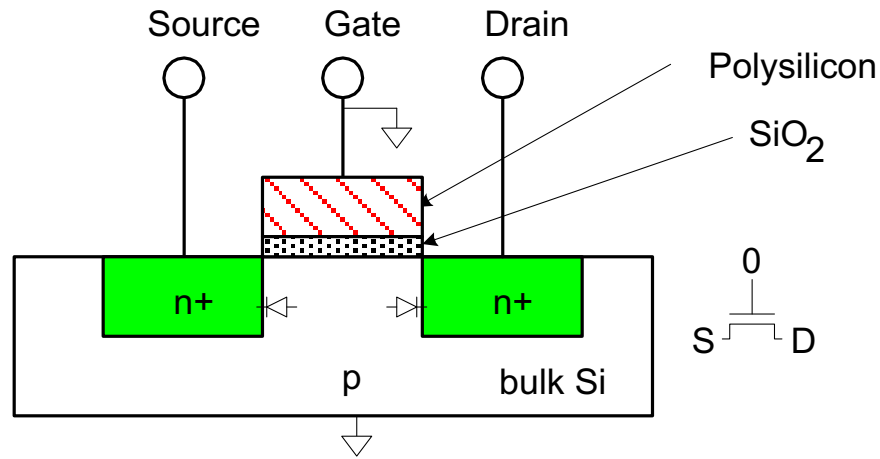 Source Gate Drain
Polysilicon
SiO2
0
n+ n+
S D
p bulk Si